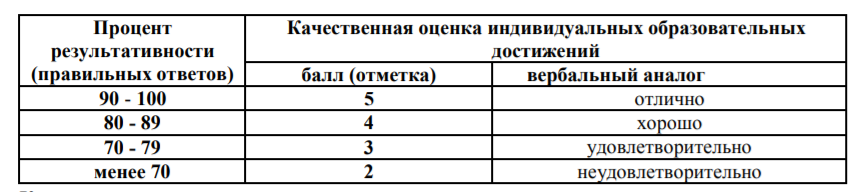 Процент результативности (правильных ответов)
Качественная оценка индивидуальных образовательных достижений
балл (отметка)
вербальный аналог
90 - 100 5 отлично
80 - 89 4 хорошо
70 - 79 3 удовлетворительно
менее 70 2 неудовлетворительно